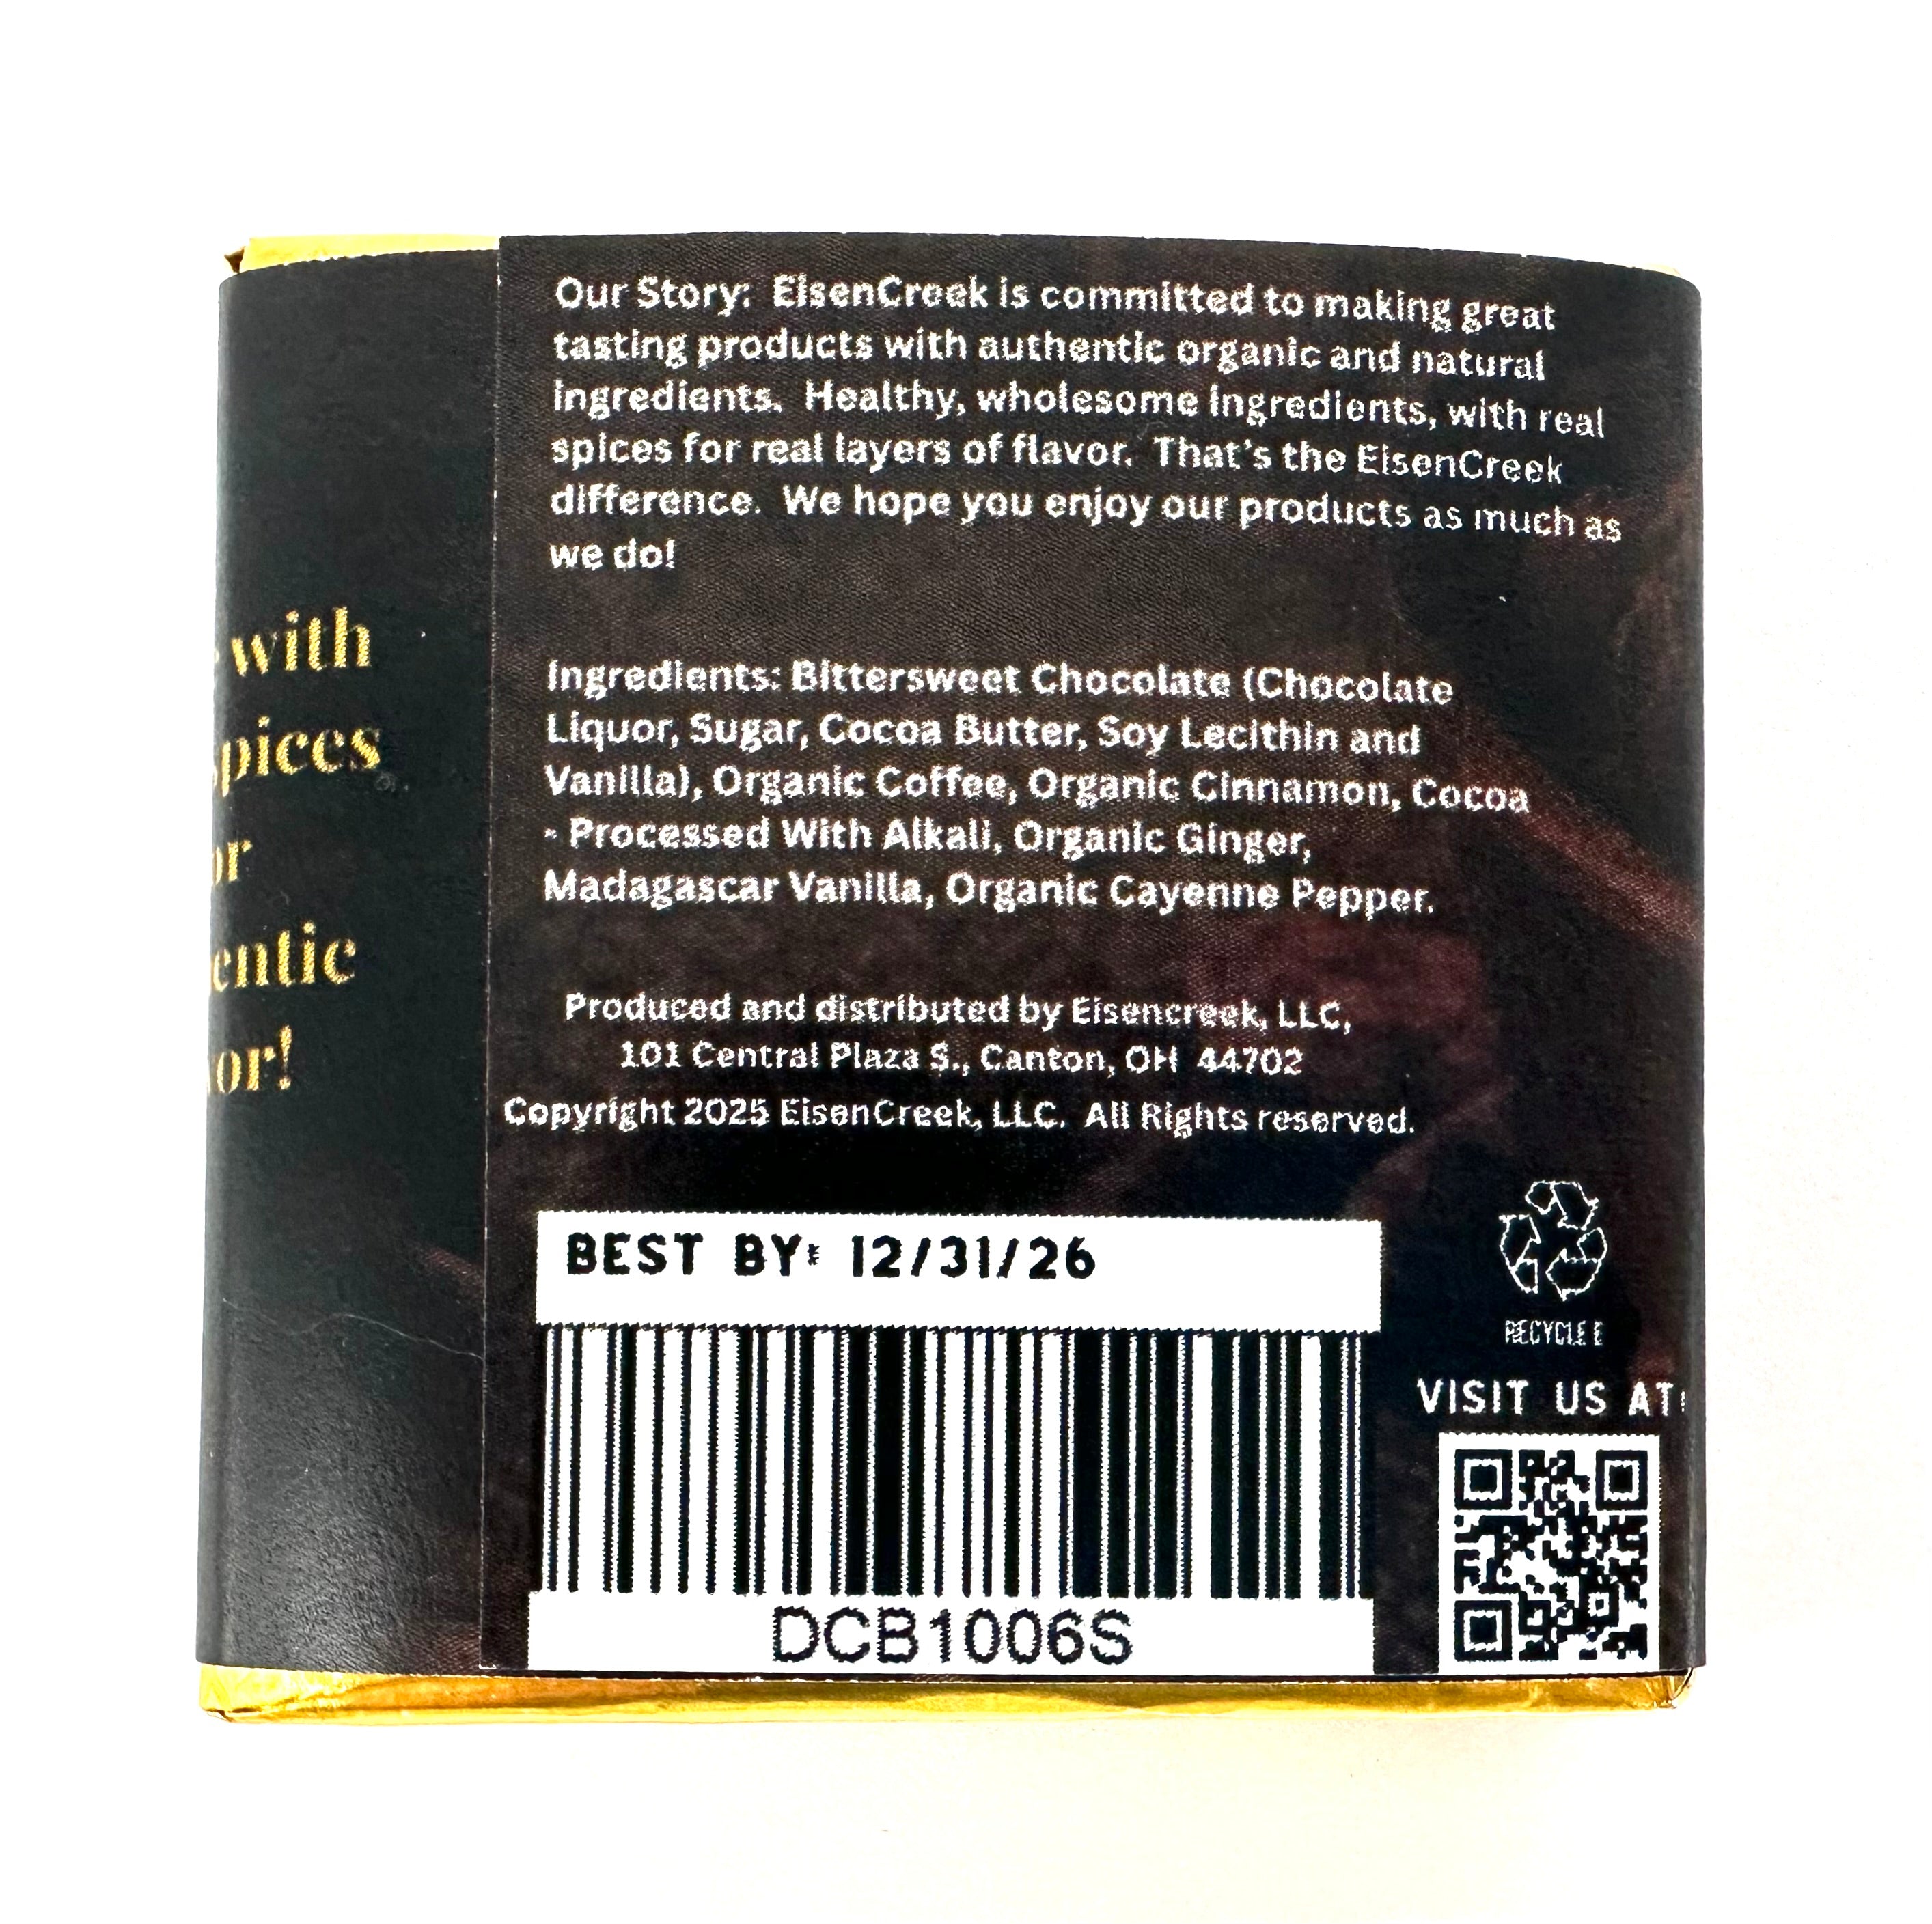 with
spices
or
entic
vor!
Our Story: EisenCreek is committed to making great
tasting products with authentic organic and natural
ingredients. Healthy, wholesome ingredients, with real
spices for real layers of flavor. That's the EisenCreek
difference. We hope you enjoy our products as much as
we do!
Ingredients: Bittersweet Chocolate (Chocolate
Liquor, Sugar, Cocoa Butter, Soy Lecithin and
Vanilla), Organic Coffee, Organic Cinnamon, Cocoa
- Processed With Alkali, Organic Ginger,
Madagascar Vanilla, Organic Cayenne Pepper.
Produced and distributed by Eisencreek, LLC,
101 Central Plaza S., Canton, OH 44702
Copyright 2025 EisenCreek, LLC. All Rights reserved.
BEST BY: 12/31/26
DCB1006S
RECYCLE
VISIT US AT: